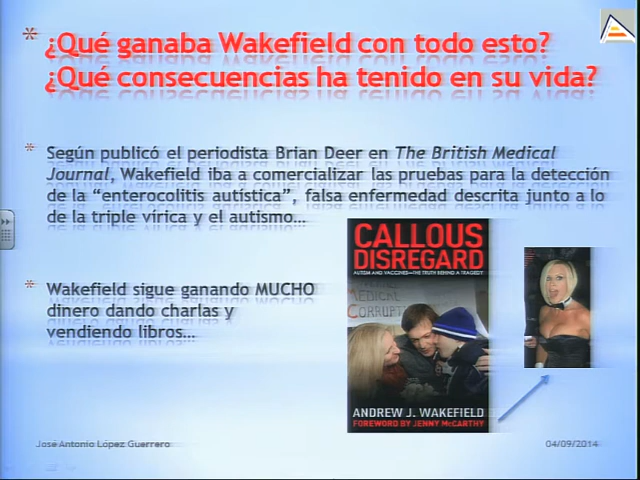 * ¿Qué ganaba Wakefield con todo esto?
¿Qué consecuencias ha tenido en su vida?
* Según publicó el periodista Brian Deer en The British Medical
Journal, Wakefield iba a comercializar las pruebas para la detección
de la “enterocolitis autística”, falsa enfermedad descrita junto a lo
de la triple vírica y el autismo…
* Wakefield sigue ganando MUCHO
dinero dando charlas y
vendiendo libros…
CALLOUS
DISREGARD
AUTISM AND VACCINES—THE TRUTH BEHIND A TRAGEDY
MEDICAL
CORRUPT
ANDREW J. WAKEFIELD
FOREWORD BY JENNY McCARTHY
José Antonio López Guerrero
04/09/2014